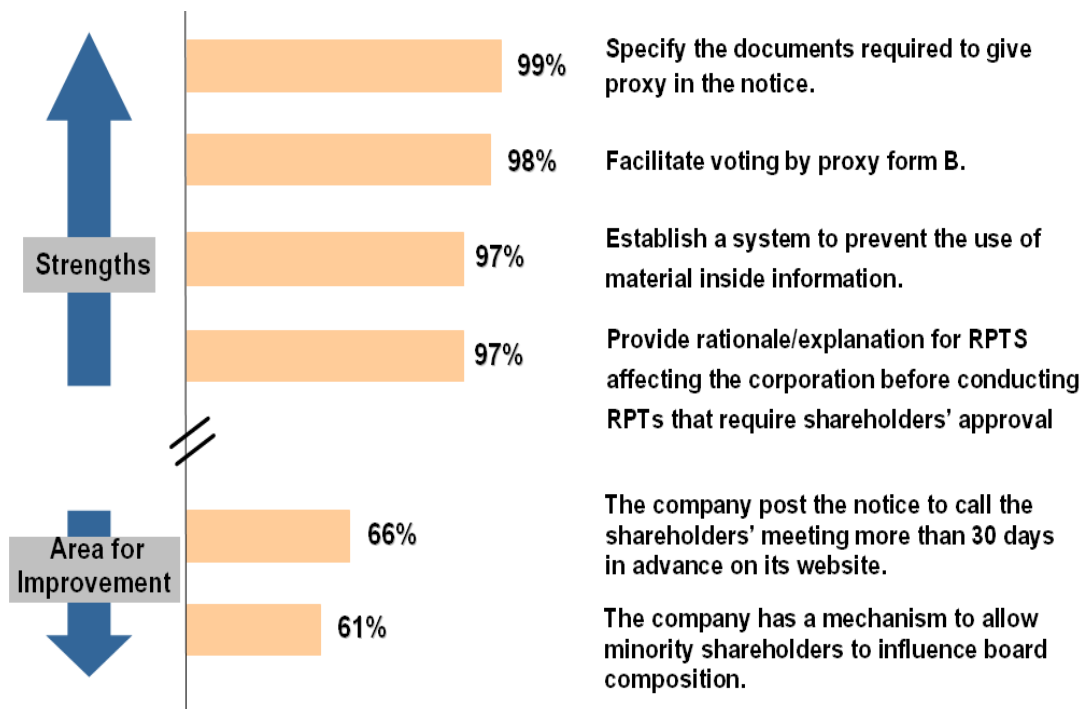 99%
Specify the documents required to give
proxy in the notice.
98%
Facilitate voting by proxy form B.
Strengths
97%
Establish a system to prevent the use of
material inside information.
97%
Provide rationale/explanation for RPTS
affecting the corporation before conducting
RPTs that require shareholders' approval
Area for
Improvement
66%
The company post the notice to call the
shareholders' meeting more than 30 days
in advance on its website.
61%
The company has a mechanism to allow
minority shareholders to influence board
composition.